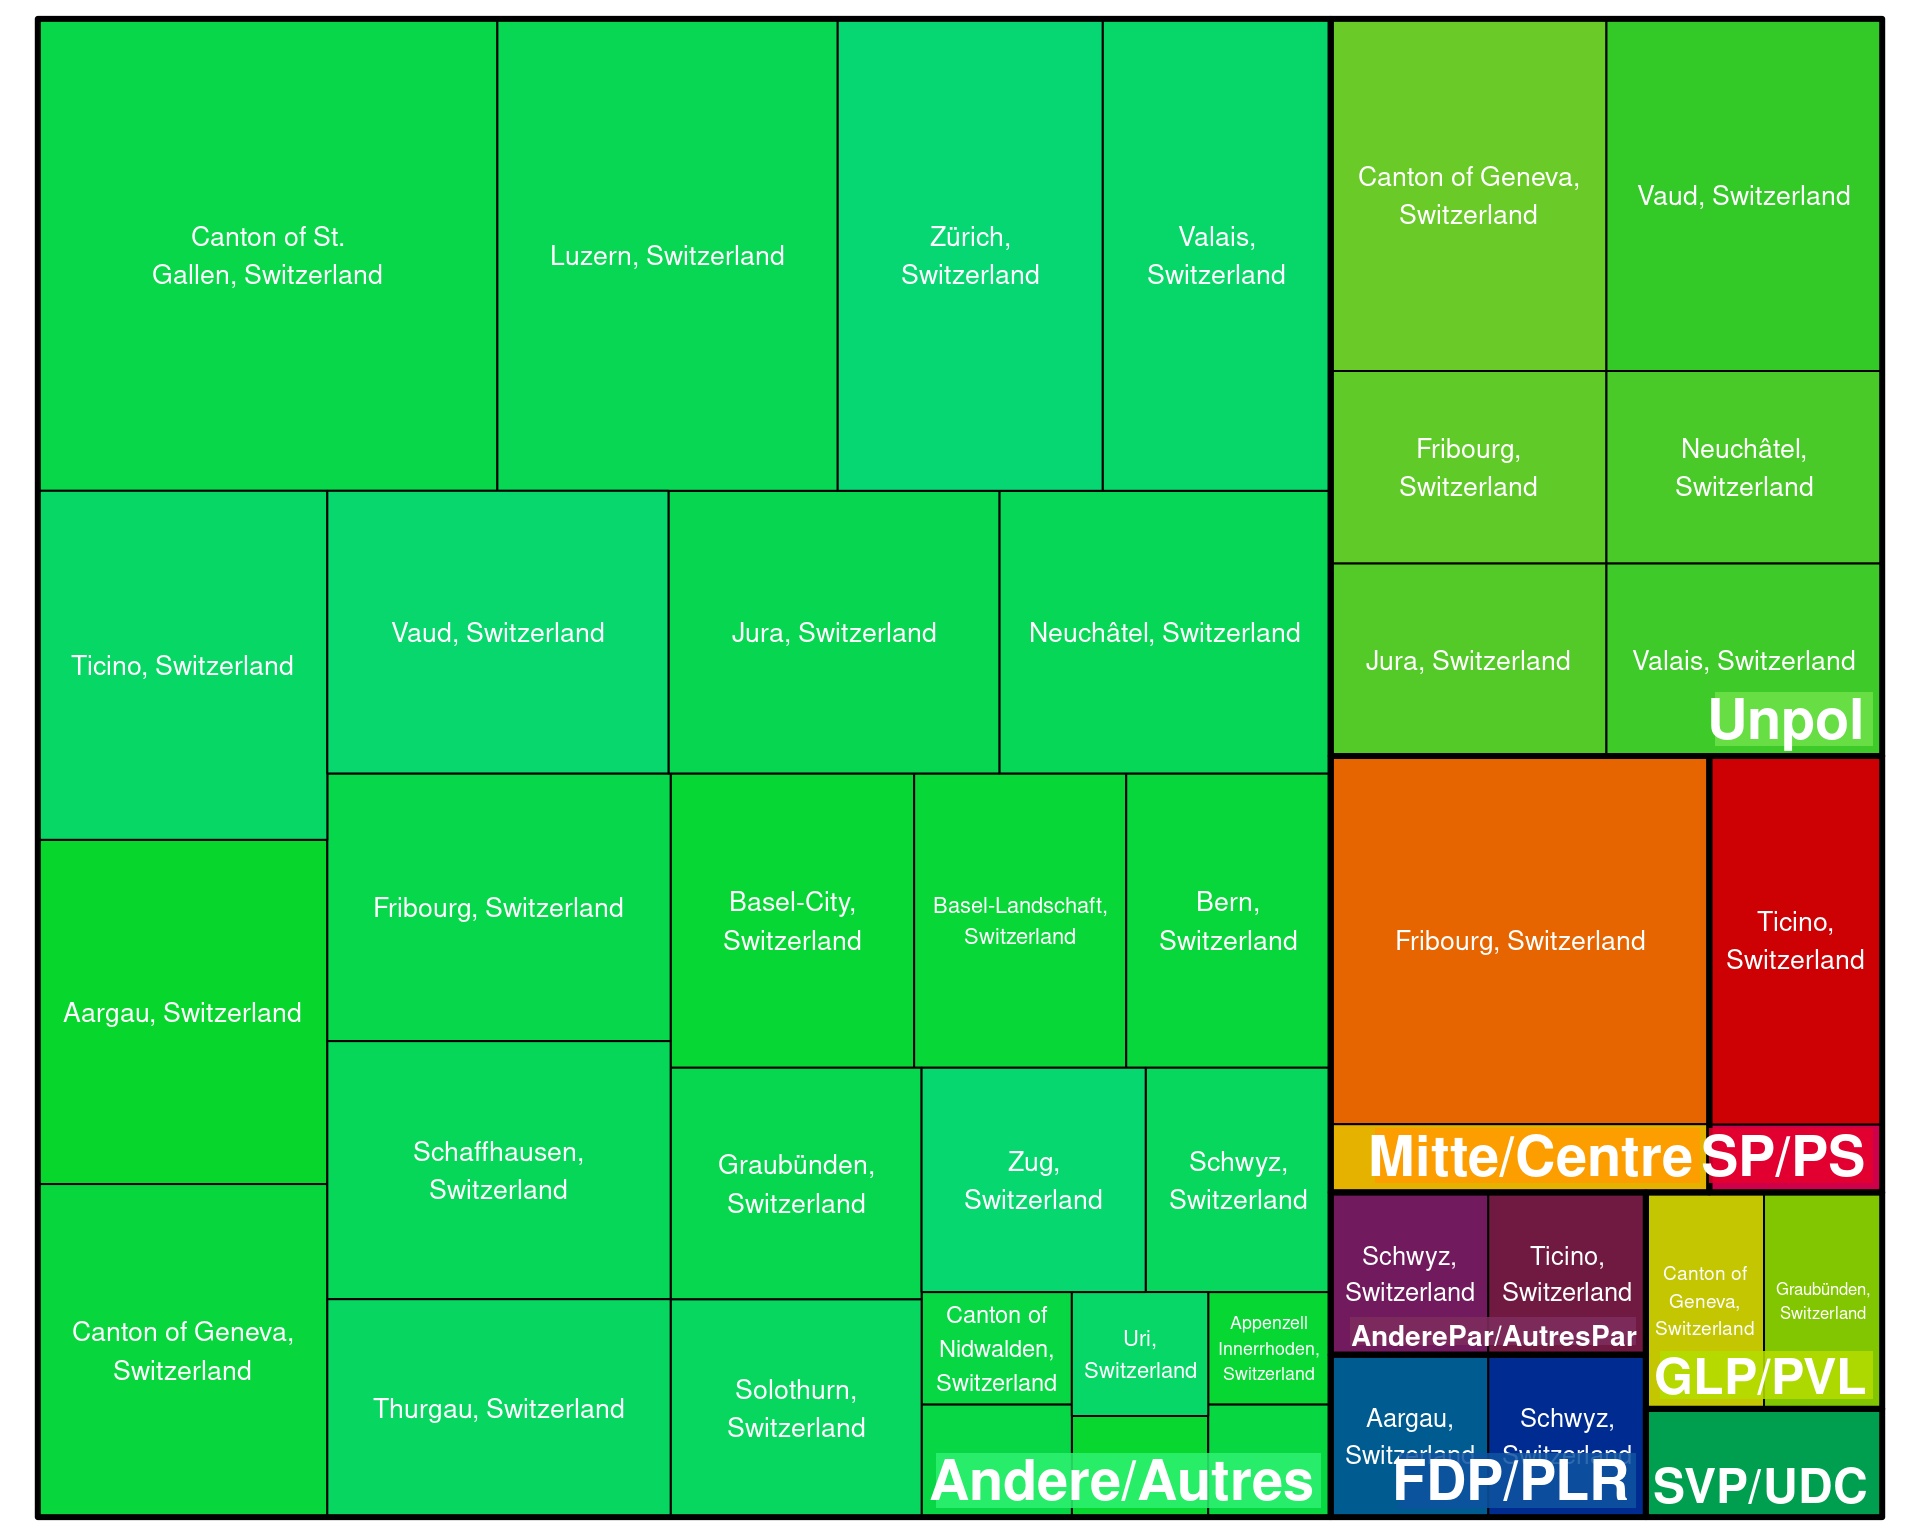 Canton of St.
Gallen, Switzerland
Luzern, Switzerland
Zürich,
Switzerland
Valais,
Switzerland
Ticino, Switzerland
Vaud, Switzerland
Jura, Switzerland
Neuchâtel, Switzerland
Aargau, Switzerland
Fribourg, Switzerland
Basel-City,
Switzerland
Basel-Landschaft,
Switzerland
Bern,
Switzerland
Canton of Geneva,
Switzerland
Schaffhausen,
Switzerland
Graubünden,
Switzerland
Zug,
Switzerland
Schwyz,
Switzerland
Thurgau, Switzerland
Solothurn,
Switzerland
Canton of
Nidwalden,
Switzerland
Uri,
Switzerland
Appenzell
Innerrhoden,
Switzerland
Andere/Autres
Canton of Geneva,
Switzerland
Vaud, Switzerland
Fribourg,
Switzerland
Neuchâtel,
Switzerland
Jura, Switzerland
Valais, Switzerland
Unpol
Fribourg, Switzerland
Mitte/Centre
Ticino,
Switzerland
SP/PS
Schwyz,
Switzerland
Ticino,
Switzerland
AnderePar/AutresPar
Canton of
Geneva,
Switzerland
Graubünden,
Switzerland
GLP/PVL
Aargau,
Switzerland
Schwyz,
Switzerland
FDP/PLR
SVP/UDC